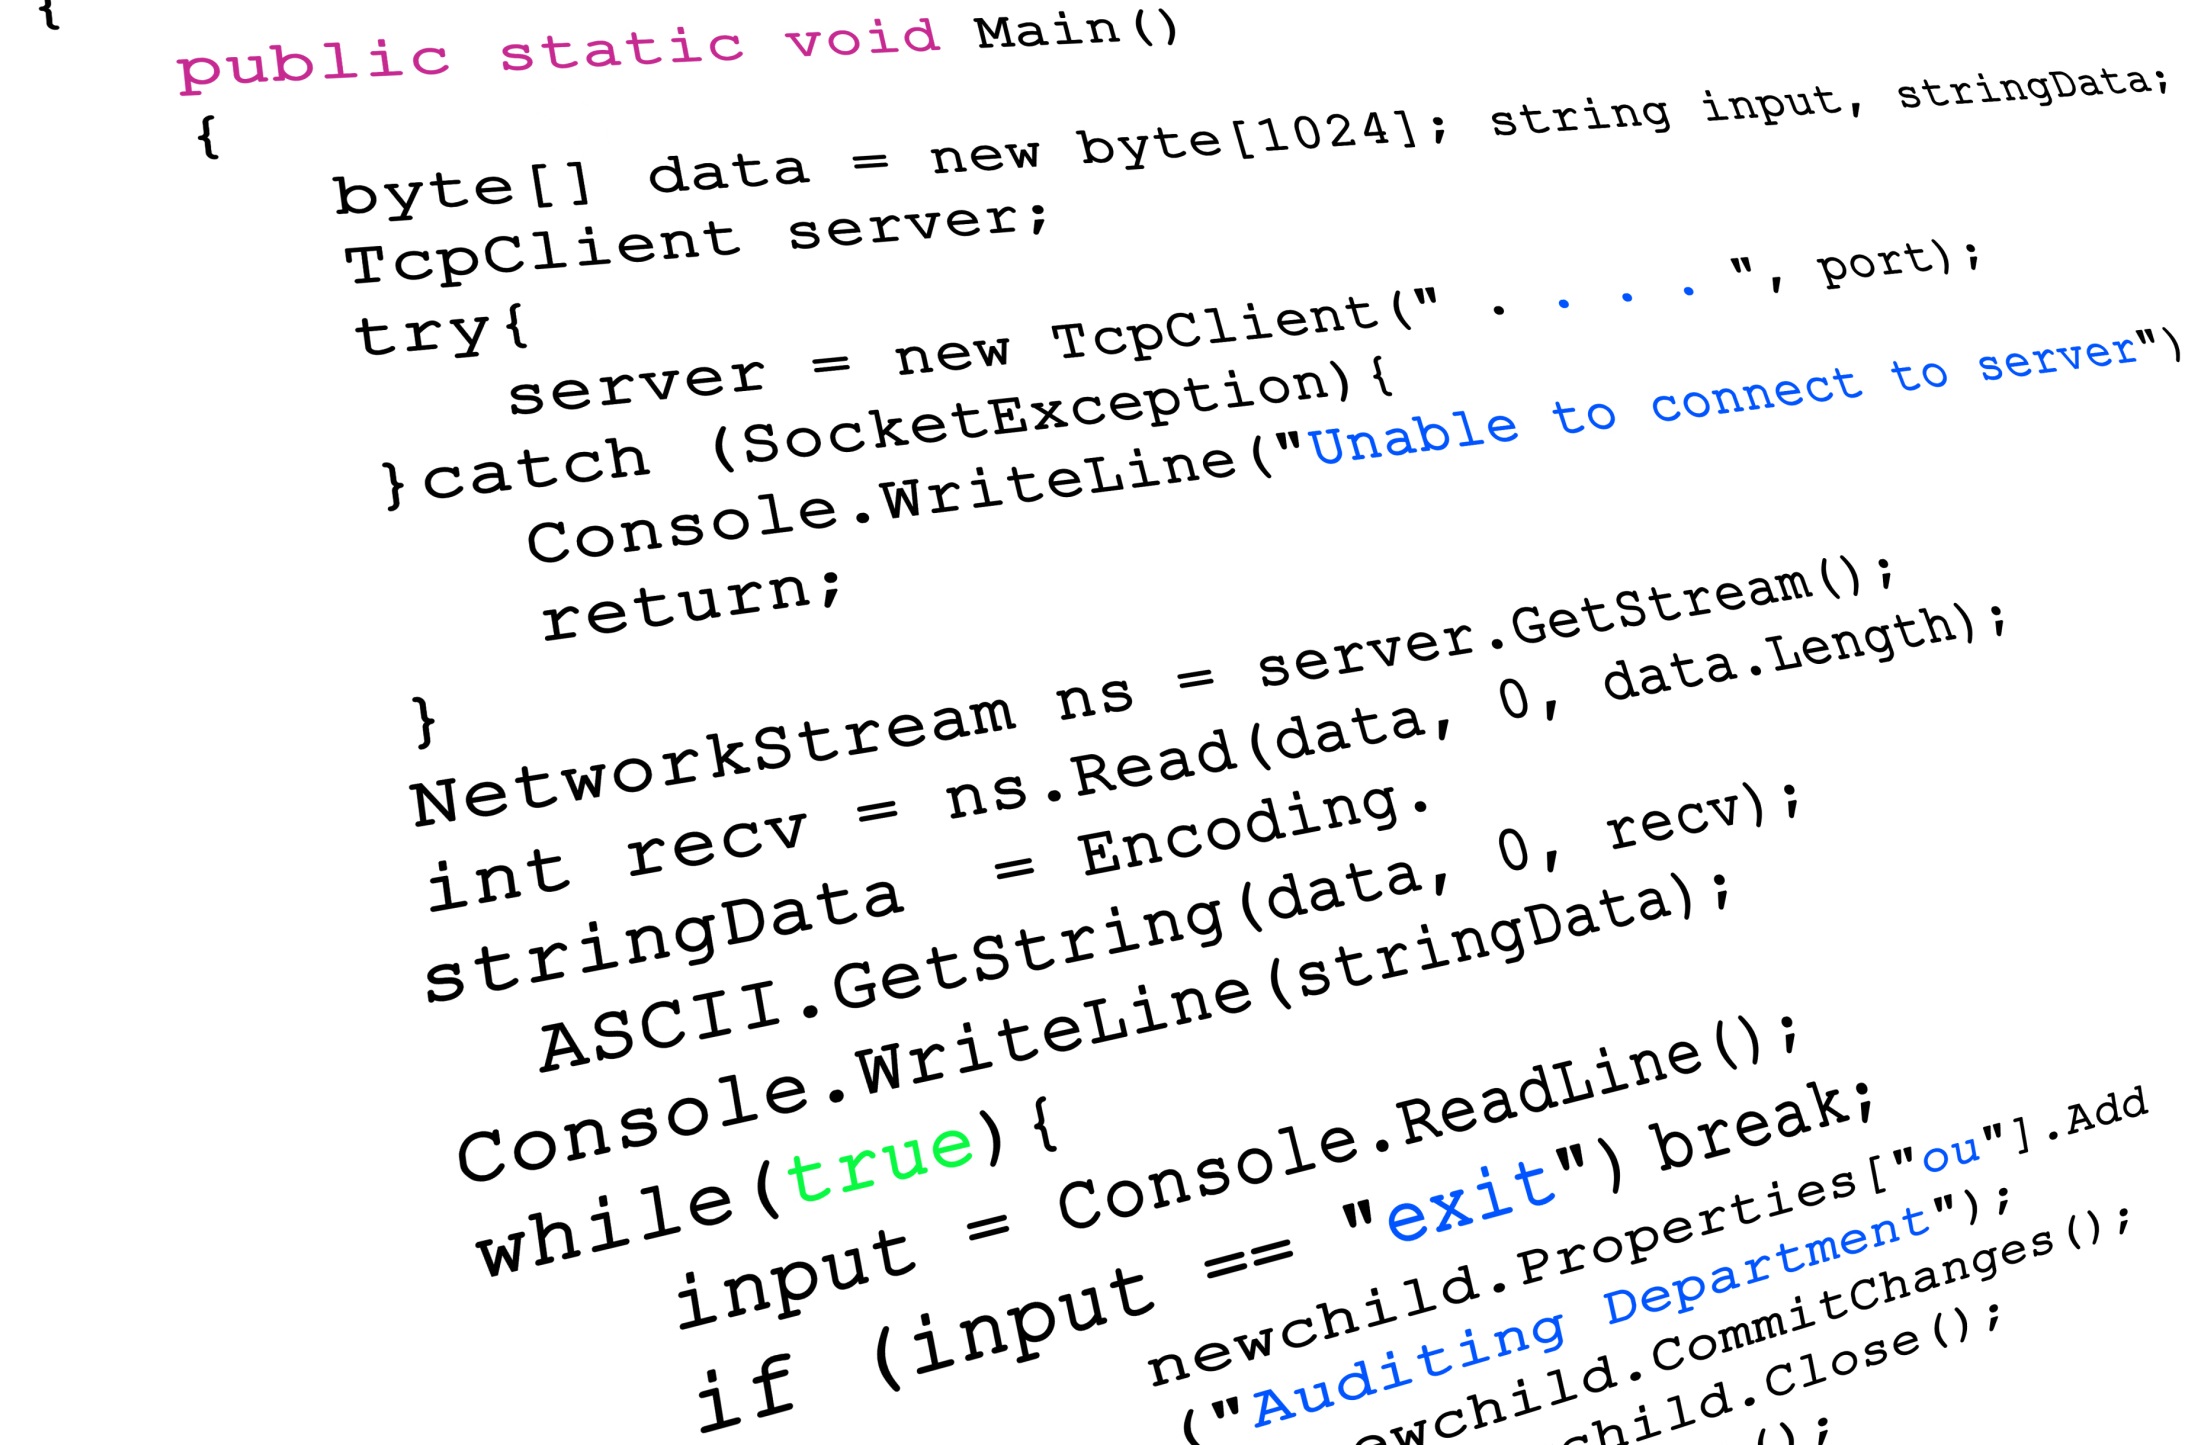 {
public static void Main()
{
byte[] data = new byte[1024]; string input, stringData;
TcpClient server;
try{
server = new TcpClient(" . . . . ", port);
}catch (SocketException){
Console.WriteLine("Unable to connect to server")
return;
}
NetworkStream ns = server.GetStream();
int recv = ns.Read(data, 0, data.Length);
stringData = Encoding.
ASCII.GetString(data, 0, recv);
Console.WriteLine(stringData);
while(true){
input = Console.ReadLine();
if (input == "exit") break;
newchild.Properties["ou"].Add
("Auditing Department");
ewchild.CommitChanges();
child.Close();
();